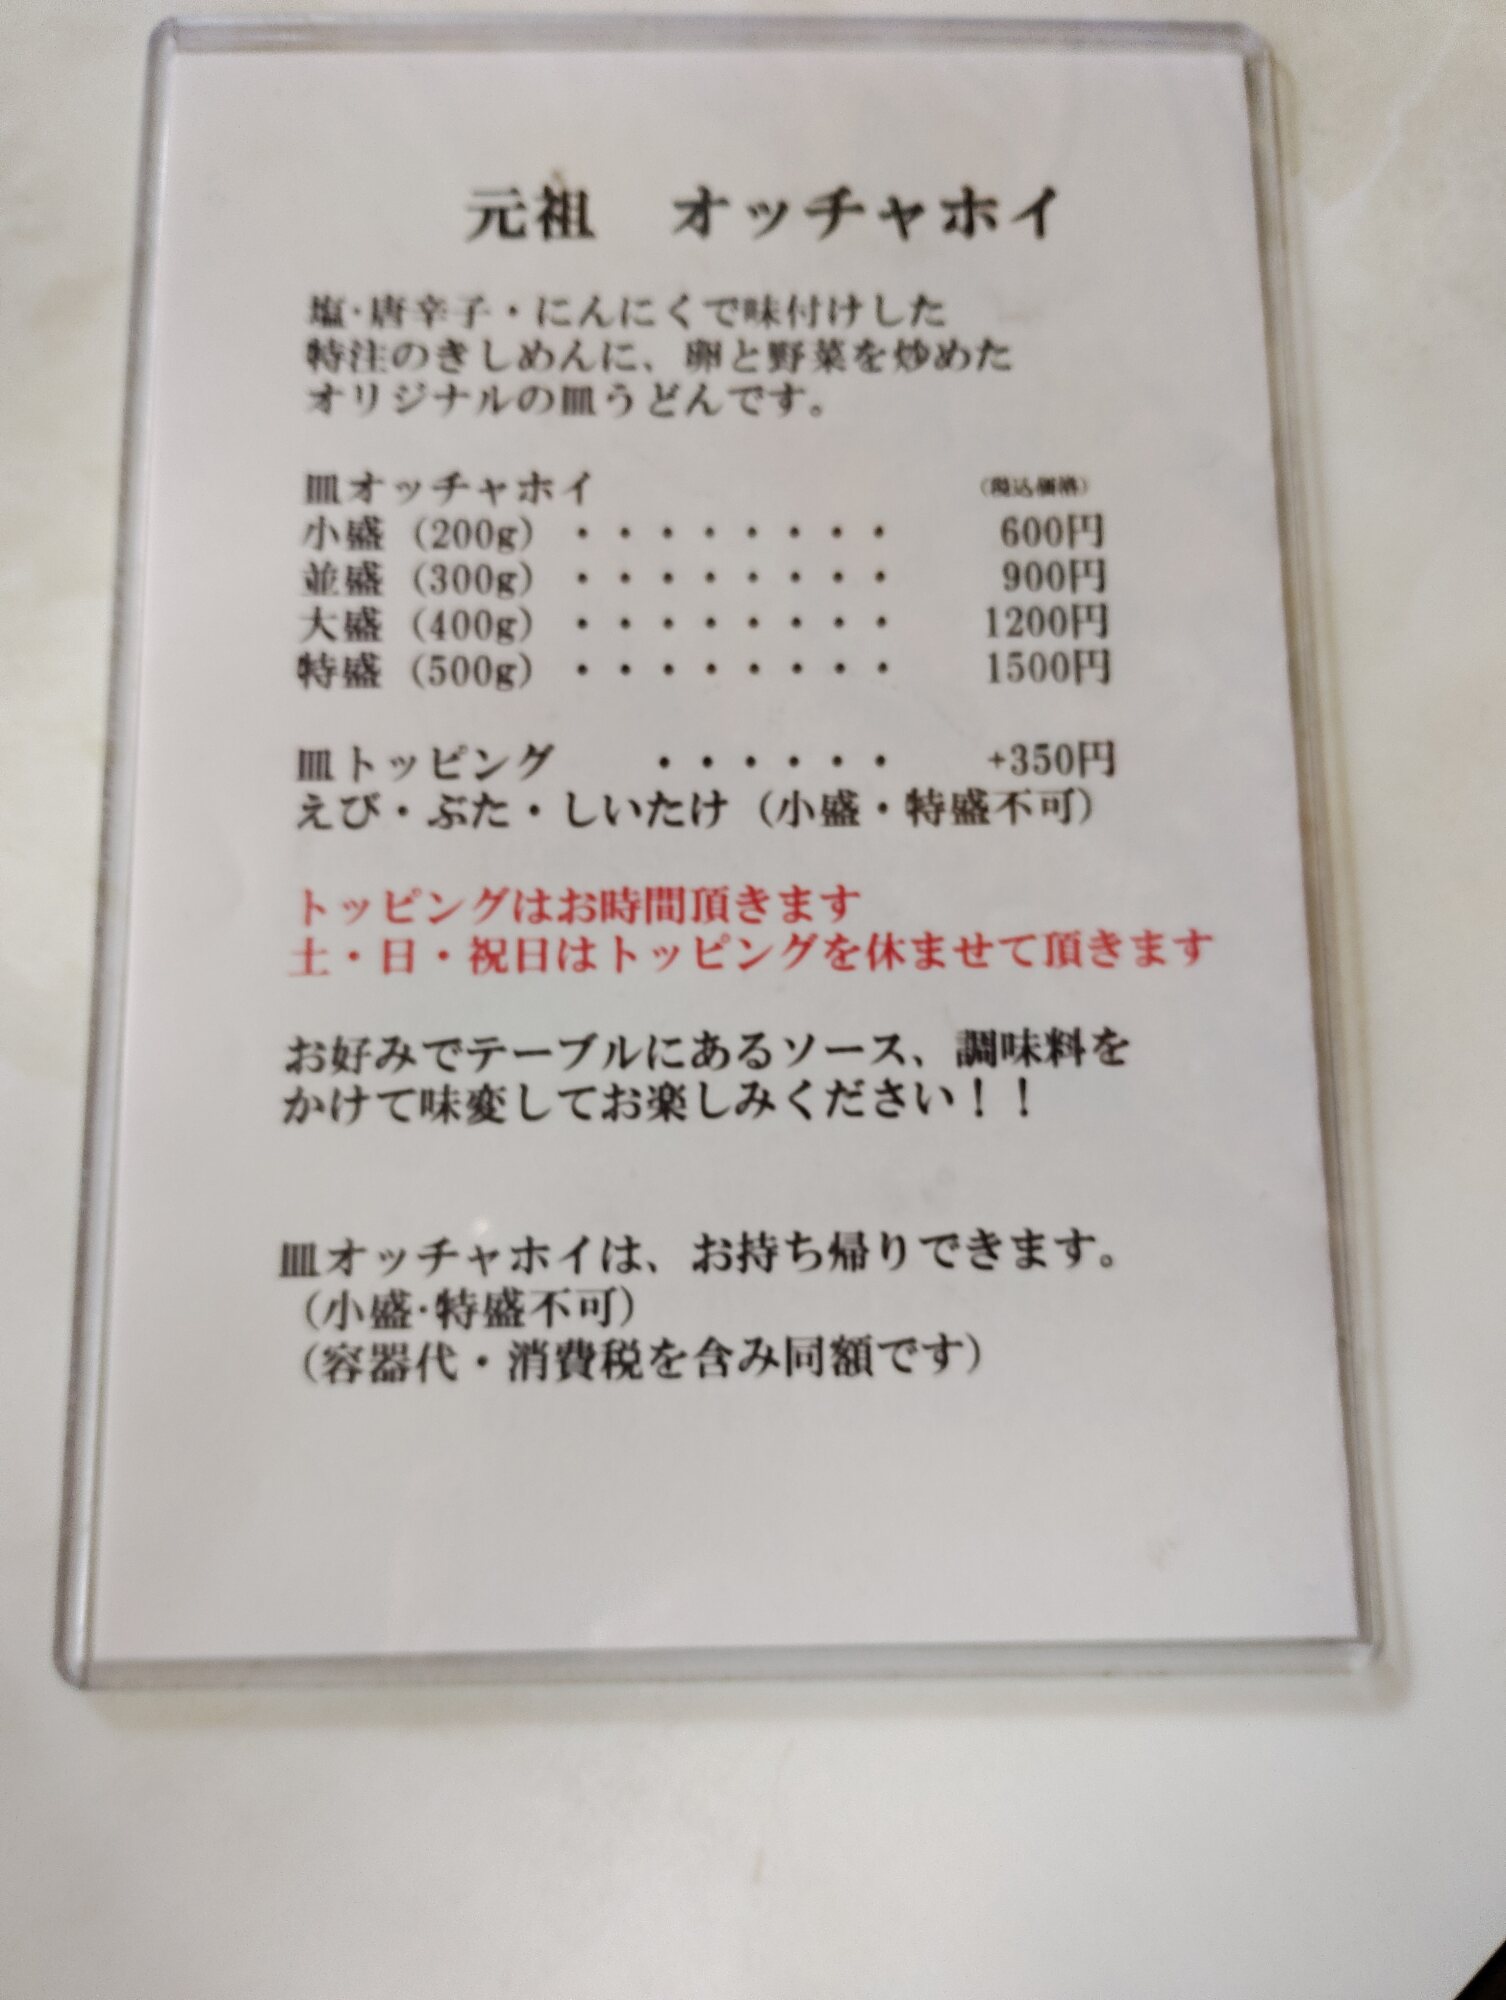 元祖　オッチャホイ
塩・唐辛子・にんにくで味付けした
特注のきしめんに、卵と野菜を炒めた
オリジナルの皿うどんです。
皿オッチャホイ　（税込価格）
小盛（200g）・・・・・・・・　600円
並盛（300g）・・・・・・・・　900円
大盛（400g）・・・・・・・・　1200円
特盛（500g）・・・・・・・・　1500円
皿トッピング　・・・・・・　+350円
えび・ぶた・しいたけ（小盛・特盛不可）
トッピングはお時間頂きます
土・日・祝日はトッピングを休ませて頂きます
お好みでテーブルにあるソース、調味料を
かけて味変してお楽しみください！！
皿オッチャホイは、お持ち帰りできます。
（小盛・特盛不可）
（容器代・消費税を含み同額です）